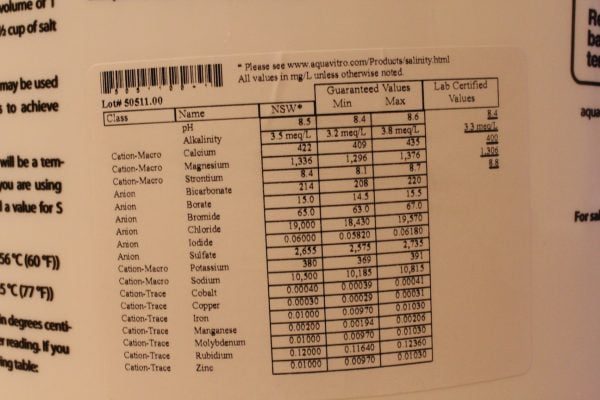 volume of 1
½ cup of salt
may be used
s to achieve
will be a tem-
you are using
a value for S
56 °C (60 °F))
5 °C (77 °F))
in degrees centi-
reading. If you
ing table:
* Please see www.aquavitro.com/Products/salinity.html
All values in mg/L unless otherwise noted.
Lot# 50511.00
Guaranteed Values Lab Certified
Class Name NSW* Min Max Values
pH 8.5 8.4 8.6 8.4
Alkalinity 3.5 meq/L 3.2 meq/L 3.8 meq/L 3.3 meq/L
Cation-Macro Calcium 422 409 435 400
Cation-Macro Magnesium 1,336 1,296 1,376 1,306
Cation-Macro Strontium 8.4 8.1 8.7 8.8
Anion Bicarbonate 214 208 220
Anion Borate 15.0 14.5 15.5
Anion Bromide 65.0 63.0 67.0
Anion Chloride 19,000 18,430 19,570
Anion Iodide 0.06000 0.05820 0.06180
Anion Sulfate 2,655 2,575 2,735
Cation-Macro Potassium 380 369 391
Cation-Macro Sodium 10,500 10,185 10,815
Cation-Trace Cobalt 0.00040 0.00039 0.00041
Cation-Trace Copper 0.00030 0.00029 0.00031
Cation-Trace Iron 0.01000 0.00970 0.01030
Cation-Trace Manganese 0.00200 0.00194 0.00206
Cation-Trace Molybdenum 0.01000 0.00970 0.01030
Cation-Trace Rubidium 0.12000 0.11640 0.12360
Cation-Trace Zinc 0.01000 0.00970 0.01030
Re
ba
te
aqua
For sal